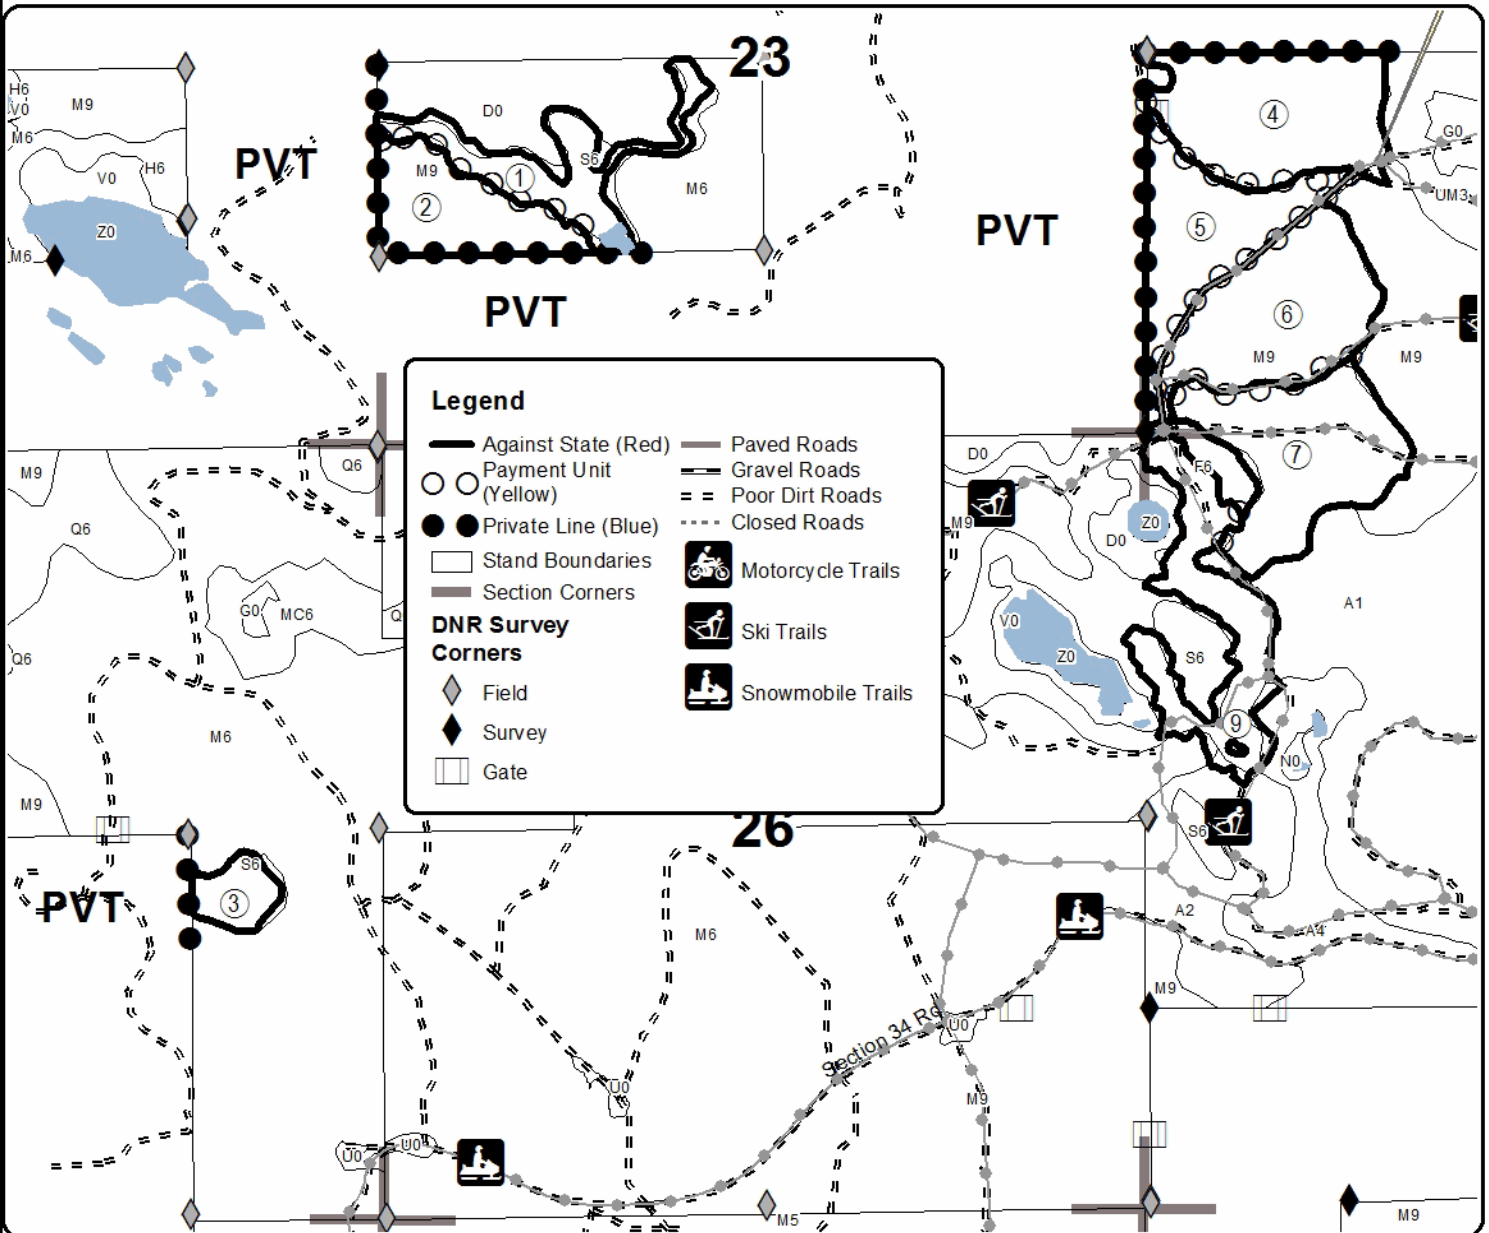 23
H6
V0
M9
D0
4
G0
M6
PVT
S6
H6
V0
M9
1
M6
UM3
2
PVT
5
Z0
M6
PVT
6
M9
M9
Legend
Against State (Red)
Paved Roads
Payment Unit
(Yellow)
Gravel Roads
Poor Dirt Roads
Private Line (Blue)
Closed Roads
Stand Boundaries
Motorcycle Trails
Section Corners
DNR Survey
Corners
Ski Trails
Field
Snowmobile Trails
Survey
Gate
M9
Q6
D0
7
F6
Q6
M9
Z0
D0
G0
MC6
Q
A1
V0
Q6
Z0
S6
M6
9
N0
M9
26
S6
S6
PVT
3
A2
M6
A4
M9
Section 34 Rd
U0
U0
M9
U0
U0
M5
M9